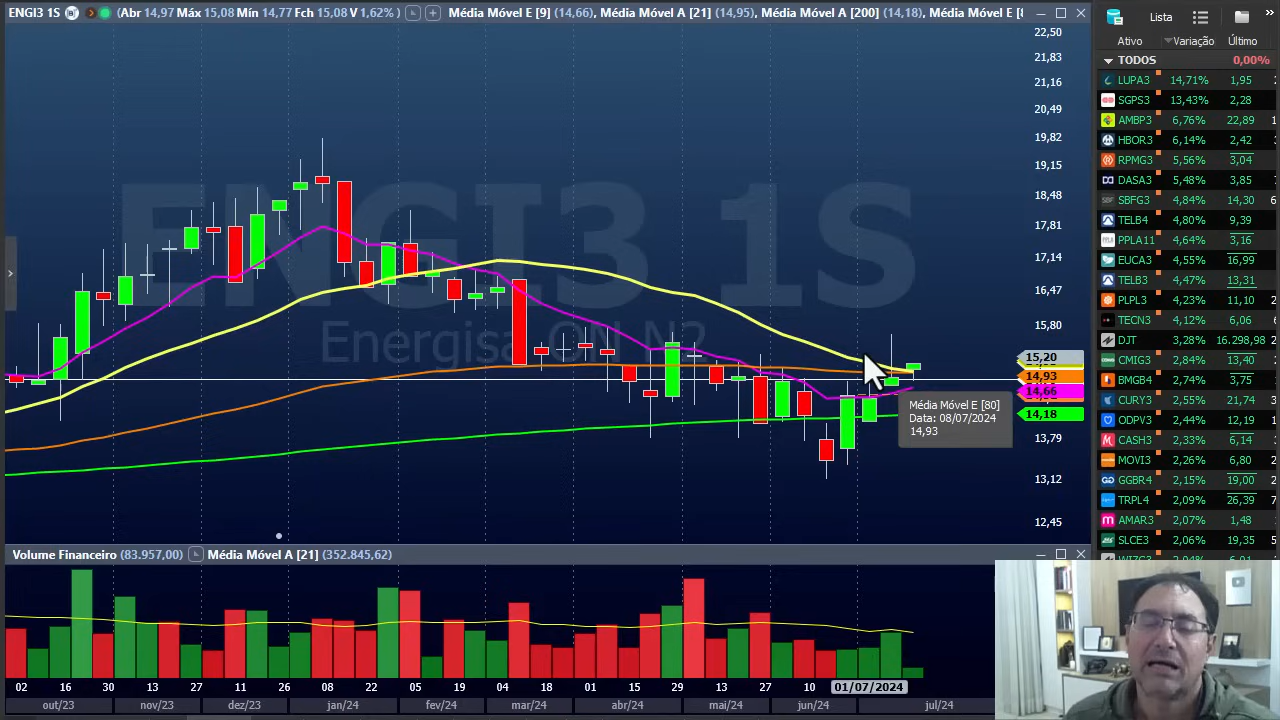 ENGI3 1S (Abr 14,97 Máx 15,08 Mín 14,77 Fch 15,08 V 1,62% ) Média Móvel E [9] (14,66), Média Móvel A [21] (14,95), Média Móvel A [200] (14,18), Média Móvel E [8
ENGI3 1S
Energisa ON N2
22,50
21,83
21,16
20,49
19,82
19,15
18,48
17,81
17,14
16,47
15,80
15,20
14,93
14,66
14,18
13,79
13,12
12,45
Média Móvel E [80]
Data: 08/07/2024
14,93
Volume Financeiro (83.957,00) Média Móvel A [21] (352.845,62)
02 16 30 13 27 11 26 08 22 05 19 04 18 01 15 29 13 27 10 01/07/2024
out/23 nov/23 dez/23 jan/24 fev/24 mar/24 abr/24 mai/24 jun/24 jul/24
Lista
Ativo Variação Último
TODOS 0,00%
LUPA3 14,71% 1,95
SGPS3 13,43% 2,28
AMBP3 6,76% 22,89
HBOR3 6,14% 2,42
RPMG3 5,56% 3,04
DASA3 5,48% 3,85
SBFG3 4,84% 14,30
TELB4 4,80% 9,39
PPLA11 4,64% 3,16
EUCA3 4,55% 16,99
TELB3 4,47% 13,31
PLPL3 4,23% 11,10
TECN3 4,12% 6,06
DJT 3,28% 16.298,98
CMIG3 2,84% 13,40
BMGB4 2,74% 3,75
CURY3 2,55% 21,74
ODPV3 2,44% 12,19
CASH3 2,33% 6,14
MOVI3 2,26% 6,80
GGBR4 2,15% 19,00
TRPL4 2,09% 26,39
AMAR3 2,07% 1,48
SLCE3 2,06% 19,35